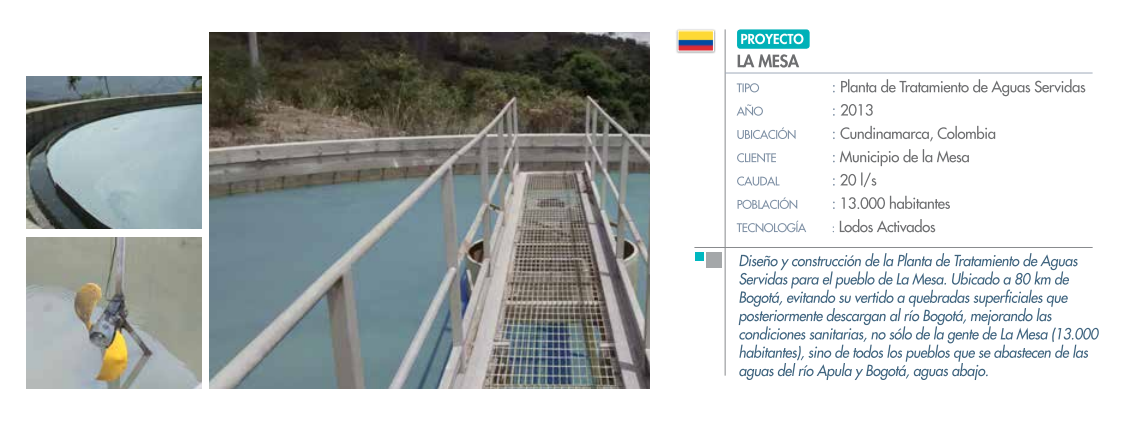 PROYECTO
LA MESA
TIPO : Planta de Tratamiento de Aguas Servidas
AÑO : 2013
UBICACIÓN : Cundinamarca, Colombia
CLIENTE : Municipio de la Mesa
CAUDAL : 20 l/s
POBLACIÓN : 13.000 habitantes
TECNOLOGÍA : Lodos Activados
Diseño y construcción de la Planta de Tratamiento de Aguas
Servidas para el pueblo de La Mesa. Ubicado a 80 km de
Bogotá, evitando su vertido a quebradas superficiales que
posteriormente descargan al río Bogotá, mejorando las
condiciones sanitarias, no sólo de la gente de La Mesa (13.000
habitantes), sino de todos los pueblos que se abastecen de las
aguas del río Apula y Bogotá, aguas abajo.